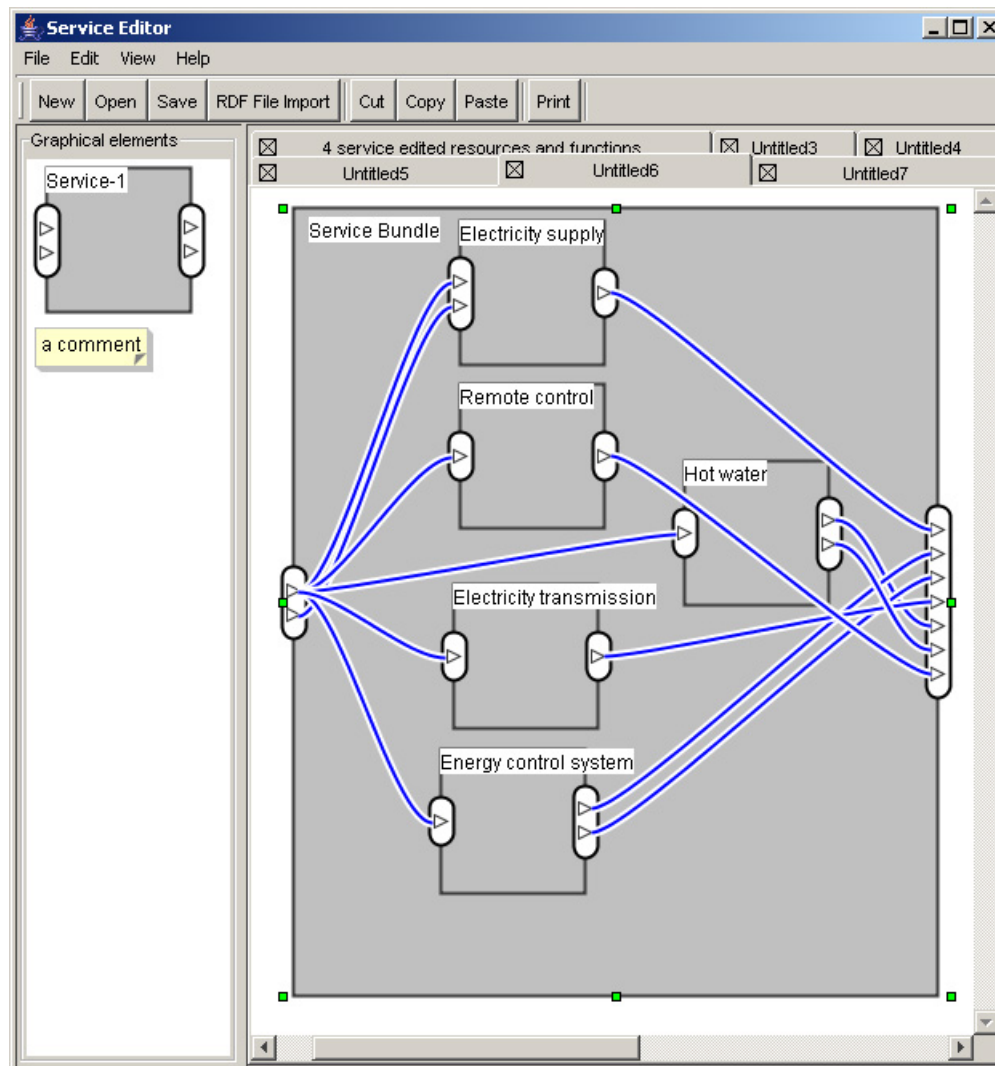 Service Editor
File Edit View Help
New Open Save RDF File Import Cut Copy Paste Print
Graphical elements
4 service edited resources and functions Untitled3 Untitled4
Untitled5 Untitled6 Untitled7
Service-1
a comment
Service Bundle
Electricity supply
Remote control
Hot water
Electricity transmission
Energy control system